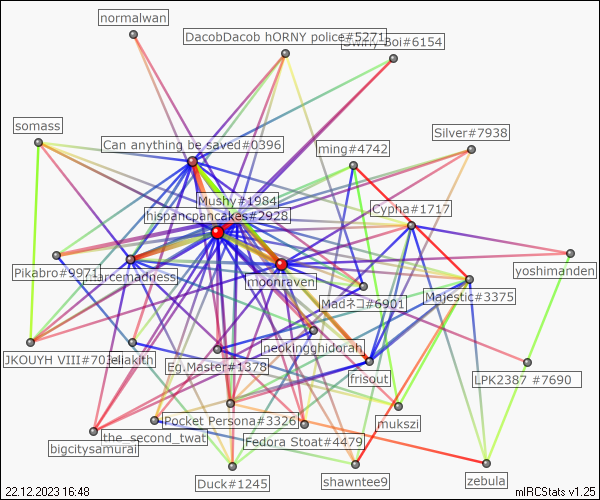 normalwan
DacobDacob hORNY police#5271
Boi#6154
somass
Can anything be saved#0396
ming#4742
Silver#7938
Mushy#1984
hispancpancakes#2928
Cypha#1717
Pikabro#9971
arcemadness
moonraven
Madネコ#6901
Majestic#3375
yoshimanden
JKOUYH VIII#70
eliakith
Eg.Master#1378
neokingghidorah
frisout
LPK2387 #7690
Pocket Persona#3326
mukszi
bigcitysamurai
the_second_twat
Fedora Stoat#4479
Duck#1245
shawntee9
zebula
22.12.2023 16:48
mIRCStats v1.25